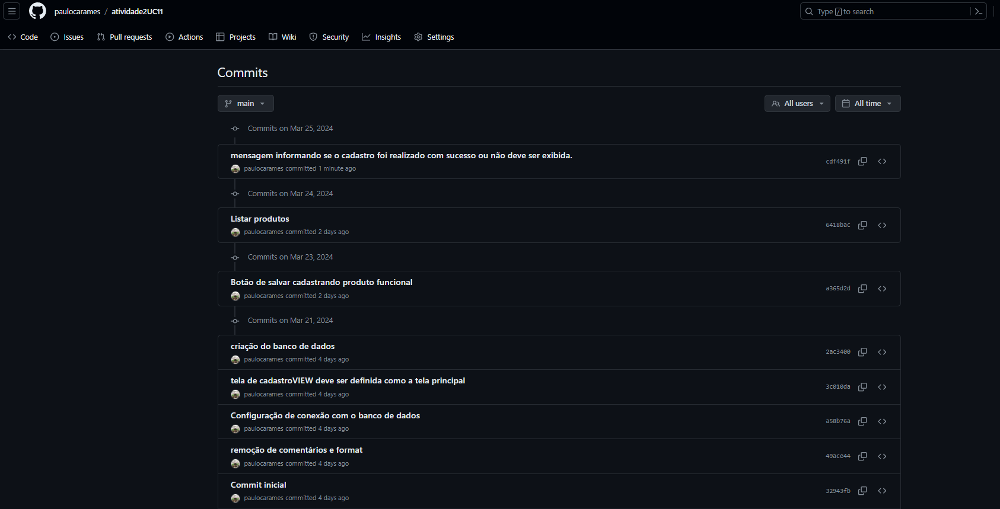 paulocarames / atividade2UC11
Type / to search
Code Issues Pull requests Actions Projects Wiki Security Insights Settings
Commits
main All users All time
Commits on Mar 25, 2024
mensagem informando se o cadastro foi realizado com sucesso ou não deve ser exibida.
cdf491f
paulocarames committed 1 minute ago
Commits on Mar 24, 2024
Listar produtos
6418bac
paulocarames committed 2 days ago
Commits on Mar 23, 2024
Botão de salvar cadastrando produto funcional
a365d2d
paulocarames committed 2 days ago
Commits on Mar 21, 2024
criação do banco de dados
2ac3400
paulocarames committed 4 days ago
tela de cadastroVIEW deve ser definida como a tela principal
3c010da
paulocarames committed 4 days ago
Configuração de conexão com o banco de dados
a58b76a
paulocarames committed 4 days ago
remoção de comentários e format
49ace44
paulocarames committed 4 days ago
Commit inicial
32943fb
paulocarames committed 4 days ago